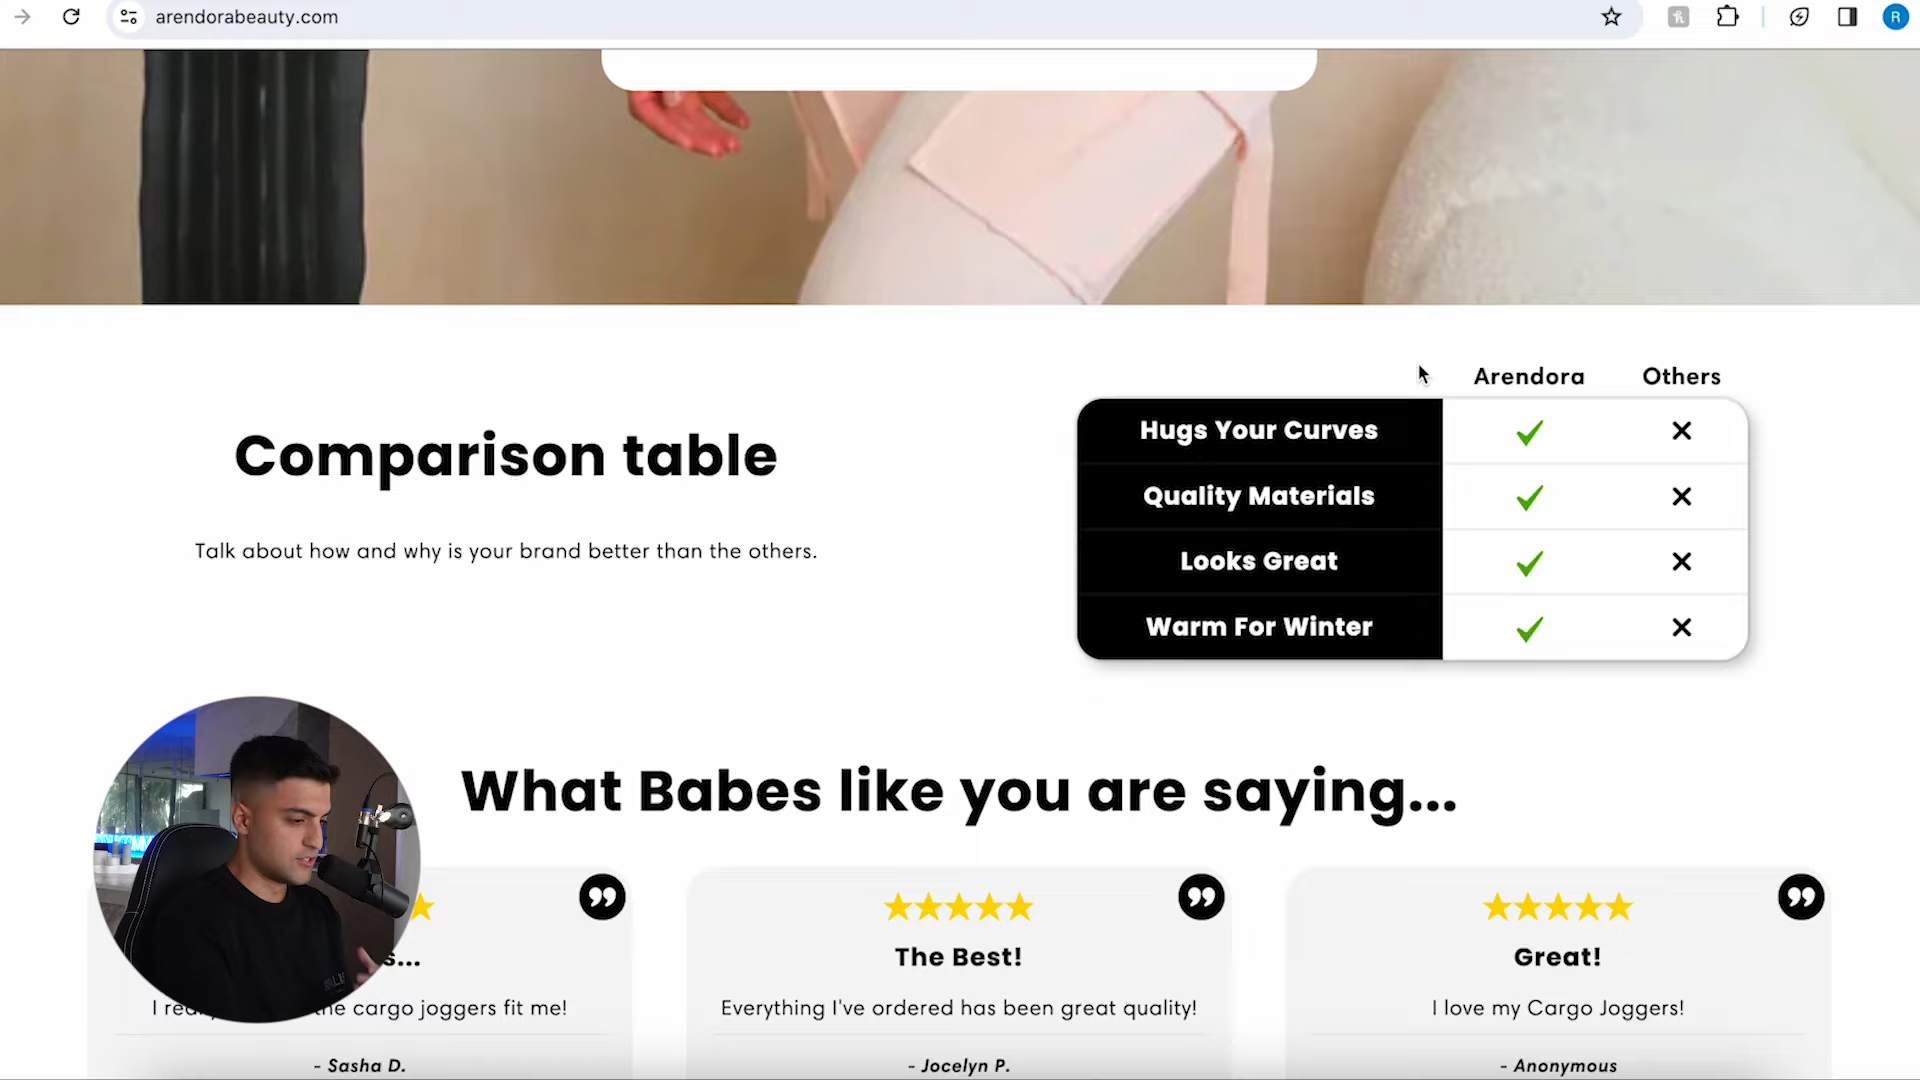 arendorabeauty.com
R
Arendora Others
Comparison table
Talk about how and why is your brand better than the others.
Hugs Your Curves
Quality Materials
Looks Great
Warm For Winter
What Babes like you are saying...
s...
I the cargo joggers fit me!
- Sasha D.
The Best!
Everything I've ordered has been great quality!
- Jocelyn P.
Great!
I love my Cargo Joggers!
- Anonymous